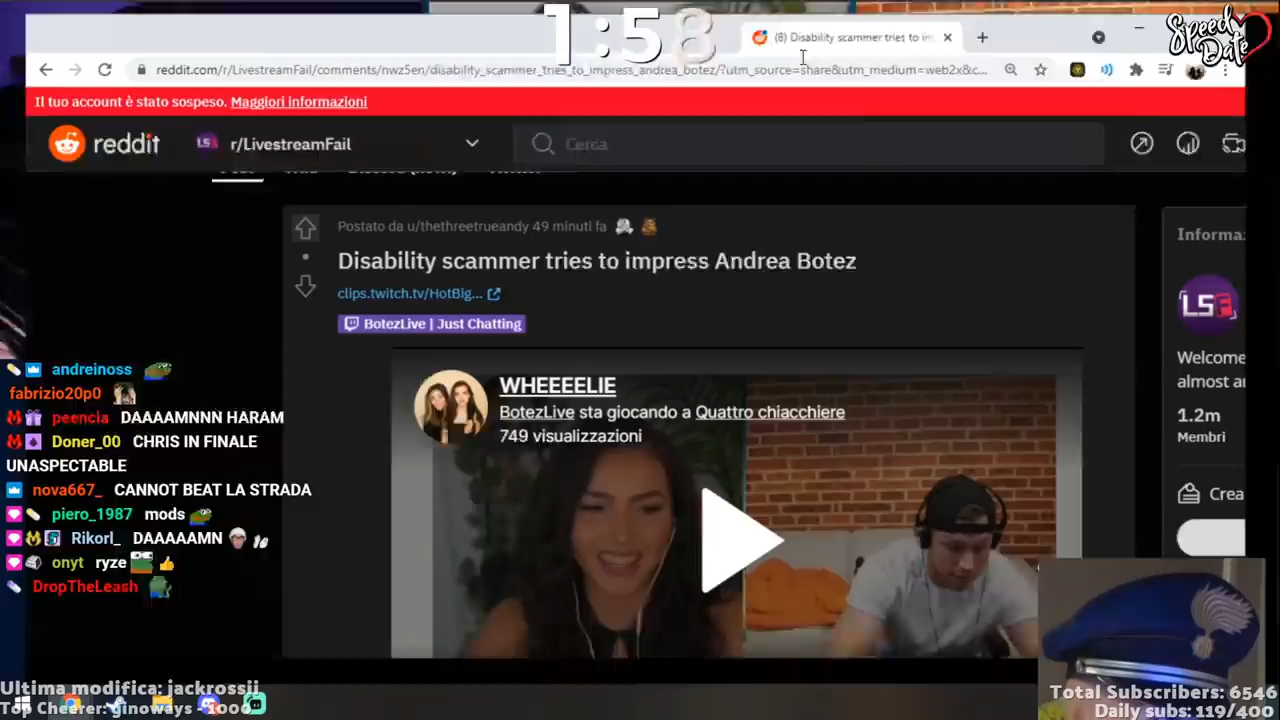 1:58
Speed Date
(8) Disability scammer tries to im
reddit.com/r/LivestreamFail/comments/nwz5en/disability_scammer_tries_to_impress_andrea_botez/?utm_source=share&utm_medium=web2x&c...
Il tuo account è stato sospeso. Maggiori informazioni
reddit
r/LivestreamFail
Cerca
Postato da u/thethreetrueandy 49 minuti fa
Disability scammer tries to impress Andrea Botez
clips.twitch.tv/HotBig...
BotezLive | Just Chatting
WHEEEELIE
BotezLive sta giocando a Quattro chiacchiere
749 visualizzazioni
Informa
LSF
Welcome
almost a
1.2m
Membri
Crea
andreinoss
fabrizio20p0
peencia DAAAAMNNN HARAM
Doner_00 CHRIS IN FINALE
UNASPECTABLE
nova667_ CANNOT BEAT LA STRADA
piero_1987 mods
Rikorl_ DAAAAAMN
onyt ryze
DropTheLeash
Ultima modifica: jackrossii
Top Cheerer: ginoways - 1000
Total Subscribers: 6546
Daily subs: 119/400